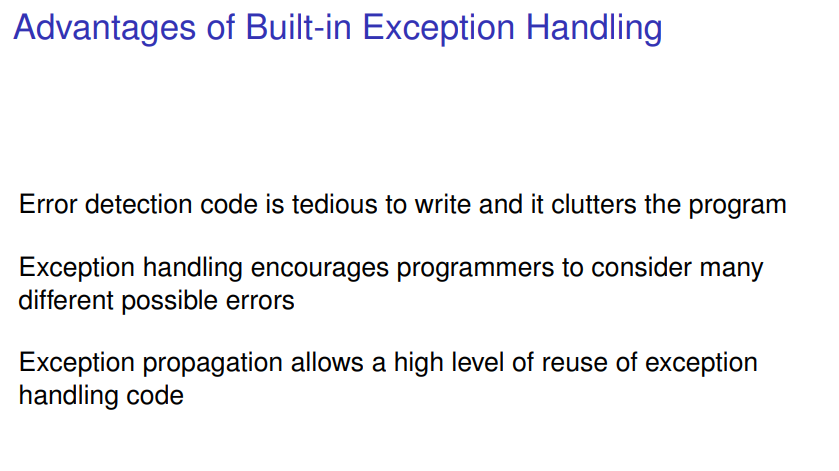 Advantages of Built-in Exception Handling
Error detection code is tedious to write and it clutters the program
Exception handling encourages programmers to consider many
different possible errors
Exception propagation allows a high level of reuse of exception
handling code